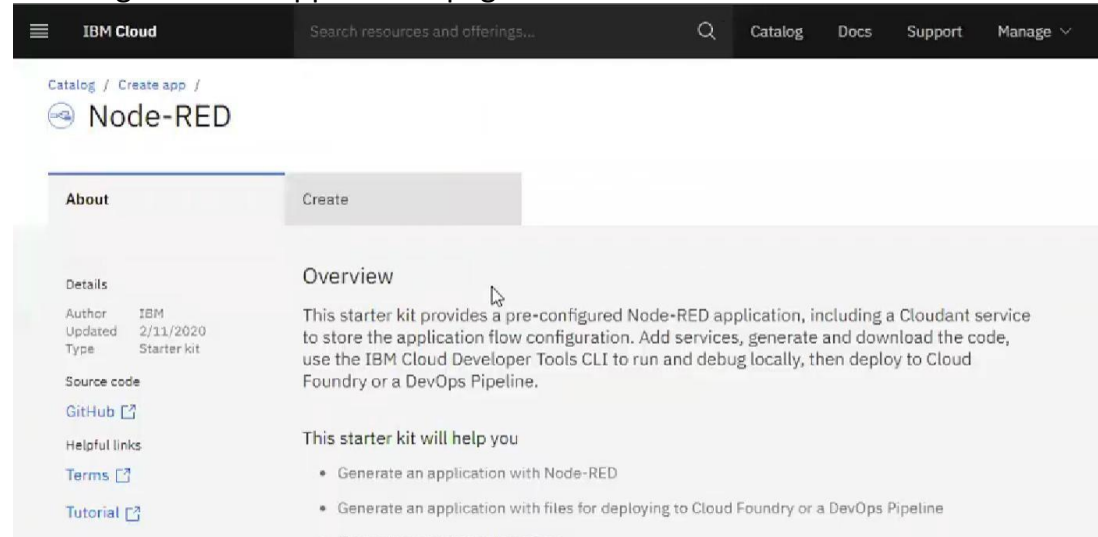 IBM Cloud
Search resources and offerings...
Catalog
Docs
Support
Manage
Catalog / Create app /
Node-RED
About
Create
Details
Author IBM
Updated 2/11/2020
Type Starter kit
Source code
GitHub
Helpful links
Terms
Tutorial
Overview
This starter kit provides a pre-configured Node-RED application, including a Cloudant service
to store the application flow configuration. Add services, generate and download the code,
use the IBM Cloud Developer Tools CLI to run and debug locally, then deploy to Cloud
Foundry or a DevOps Pipeline.
This starter kit will help you
• Generate an application with Node-RED
• Generate an application with files for deploying to Cloud Foundry or a DevOps Pipeline